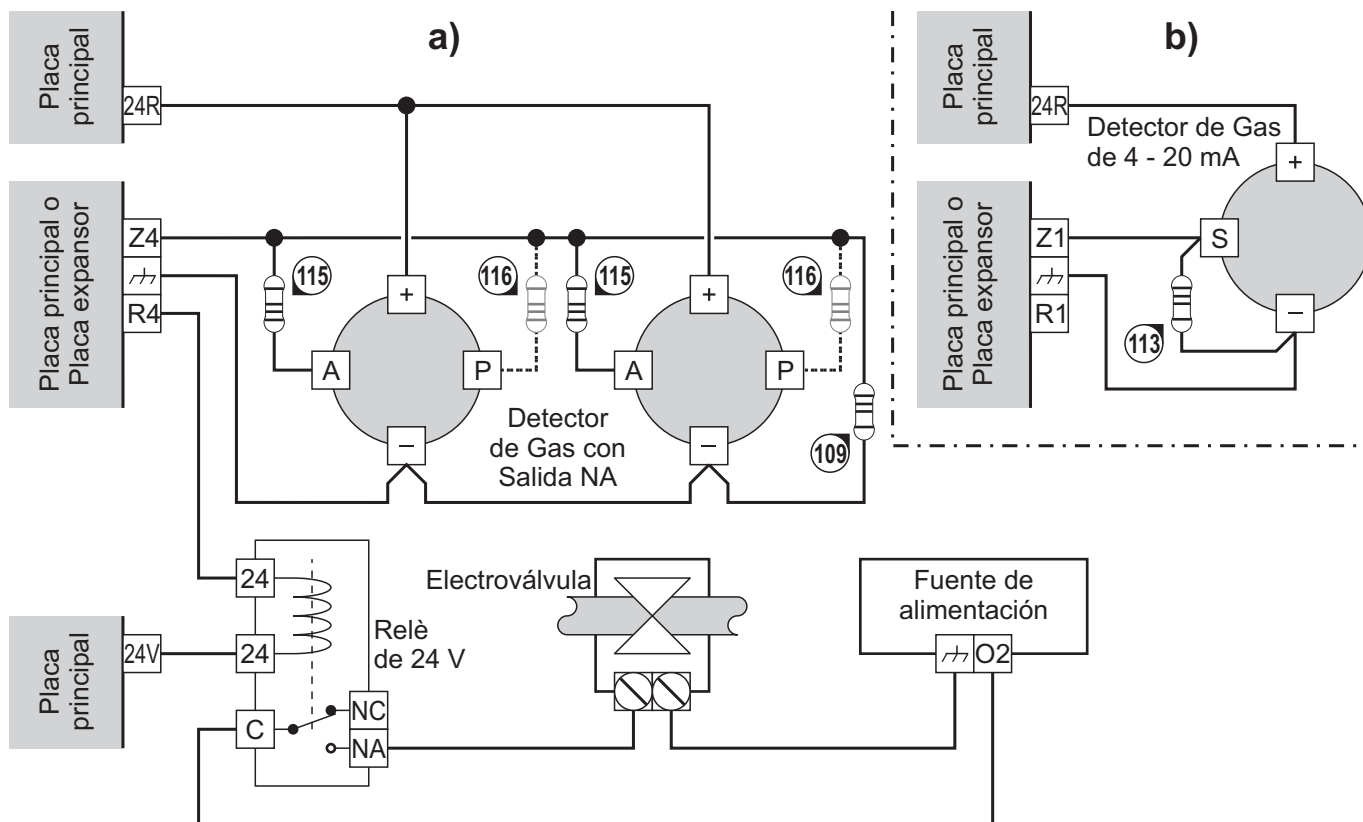 a)
Placa
principal
24R
Placa principal o
Placa expansor
Z4
R4
115
116
115
116
+
+
A
P
A
P
–
–
Detector
de Gas con
Salida NA
109
b)
Placa
principal
24R
Detector de Gas
de 4 - 20 mA
+
Placa principal o
Placa expansor
Z1
R1
S
–
113
Placa
principal
24V
24
24
C
NC
NA
Relè
de 24 V
Electroválvula
Fuente de
alimentación
O2